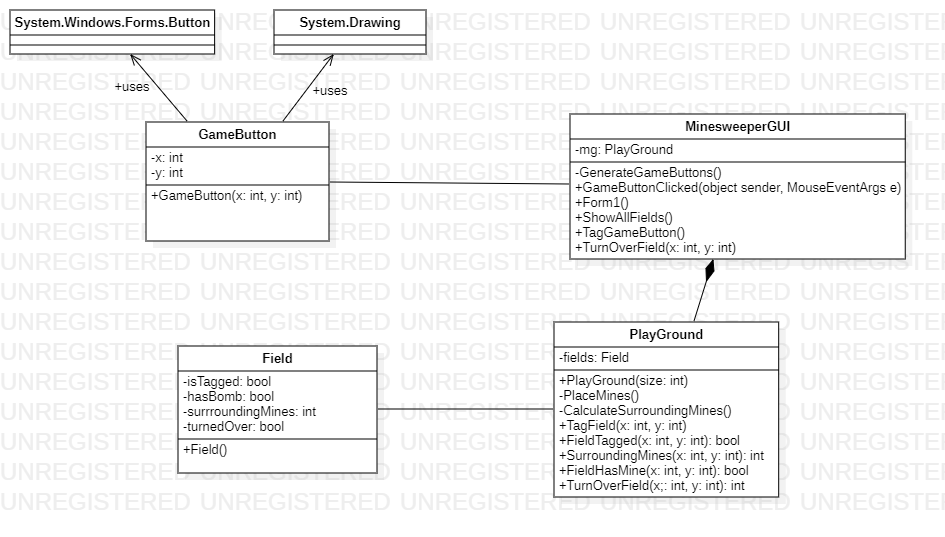 System.Windows.Forms.Button
System.Drawing
+uses
+uses
GameButton
-x: int
-y: int
+GameButton(x: int, y: int)
MinesweeperGUI
-mg: PlayGround
-GenerateGameButtons()
+GameButtonClicked(object sender, MouseEventArgs e)
+Form1()
+ShowAllFields()
+TagGameButton()
+TurnOverField(x: int, y: int)
Field
-isTagged: bool
-hasBomb: bool
-surrroundingMines: int
-turnedOver: bool
+Field()
PlayGround
-fields: Field
+PlayGround(size: int)
-PlaceMines()
-CalculateSurroundingMines()
+TagField(x: int, y: int)
+FieldTagged(x: int, y: int): bool
+SurroundingMines(x: int, y: int): int
+FieldHasMine(x: int, y: int): bool
+TurnOverField(x;: int, y: int): int
UNREGISTERED